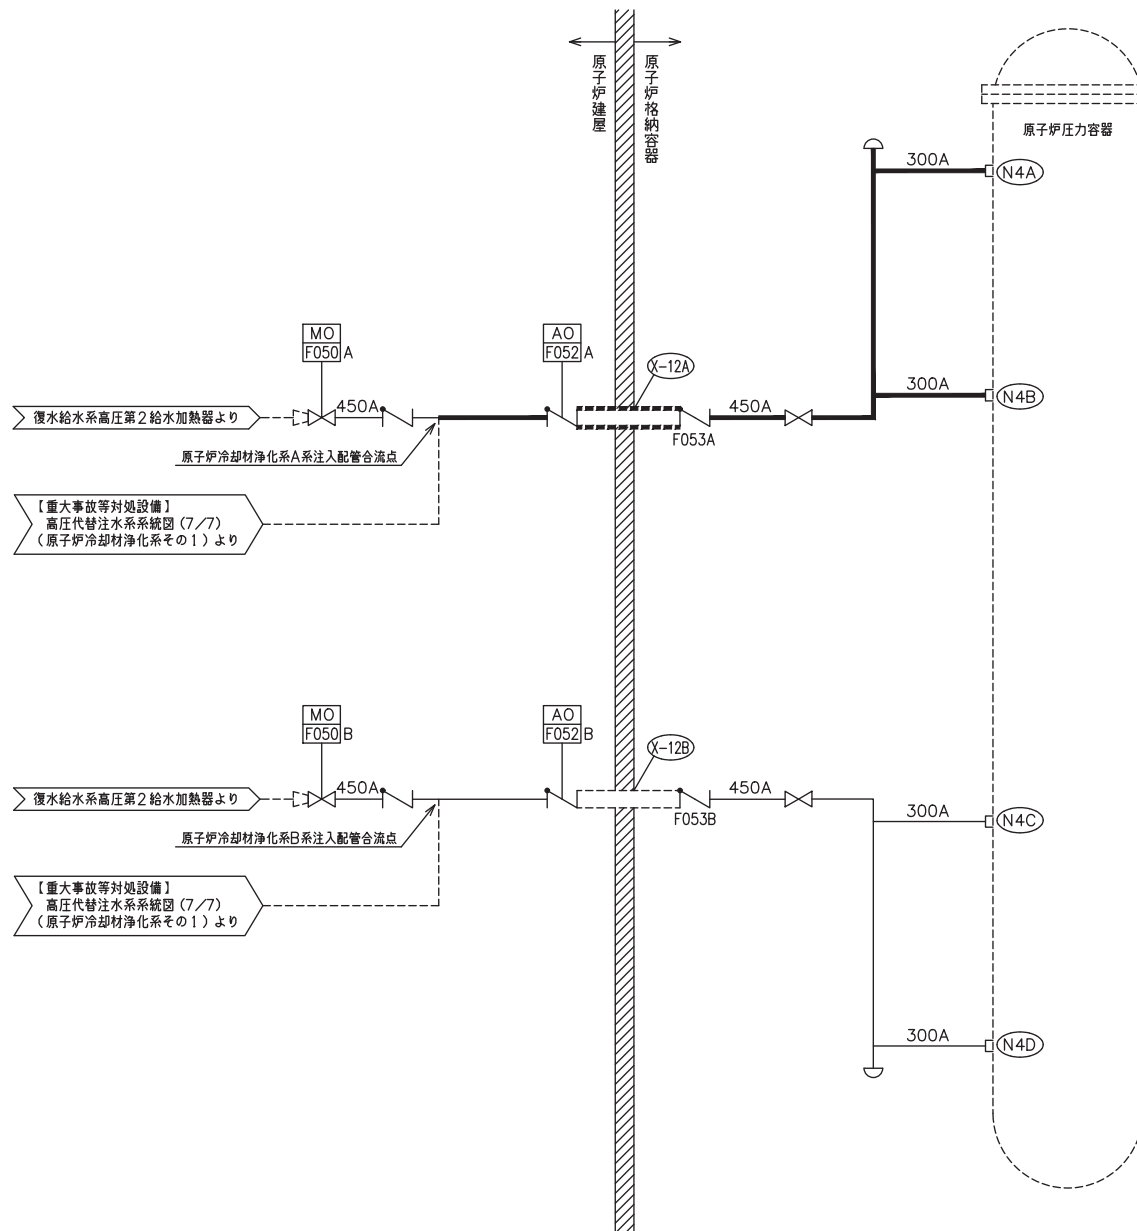 原子炉建屋
原子炉格納容器
原子炉圧力容器
300A
N4A
MO
F050 A
AO
F052 A
X-12A
300A
N4B
復水給水系高圧第2給水加熱器より
450A
450A
F053A
原子炉冷却材浄化系A系注入配管合流点
【重大事故等対処設備】
高圧代替注水系系統図(7/7)
(原子炉冷却材浄化系その1)より
MO
F050 B
AO
F052 B
X-12B
復水給水系高圧第2給水加熱器より
450A
450A
F053B
300A
N4C
原子炉冷却材浄化系B系注入配管合流点
【重大事故等対処設備】
高圧代替注水系系統図(7/7)
(原子炉冷却材浄化系その1)より
300A
N4D